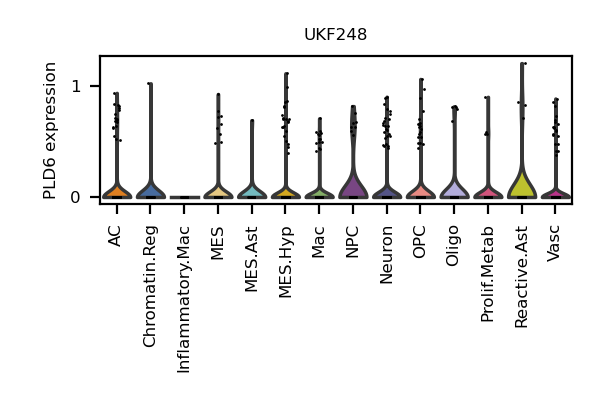 UKF248
PLD6 expression
1
0
AC
Chromatin.Reg
Inflammatory.Mac
MES
MES.Ast
MES.Hyp
Mac
NPC
Neuron
OPC
Oligo
Prolif.Metab
Reactive.Ast
Vasc